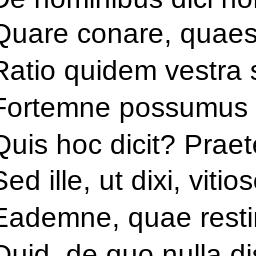 De hominibus dici non
Quare conare, quaes
Ratio quidem vestra s
Fortemne possumus
Quis hoc dicit? Praete
Sed ille, ut dixi, vitios
Eademne, quae restin
Quid, de quo nulla dis